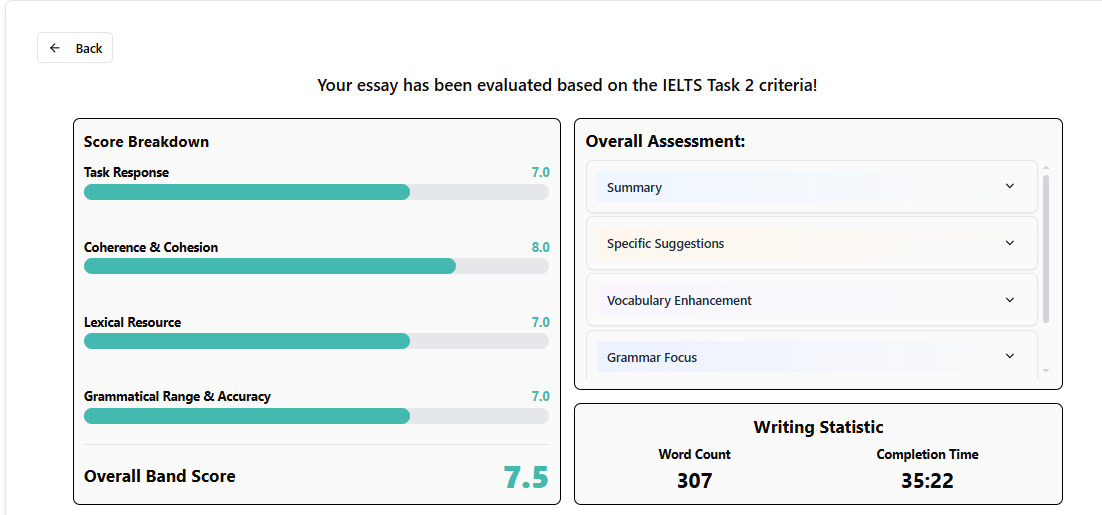 Back
Your essay has been evaluated based on the IELTS Task 2 criteria!
Score Breakdown
Task Response 7.0
Coherence & Cohesion 8.0
Lexical Resource 7.0
Grammatical Range & Accuracy 7.0
Overall Band Score 7.5
Overall Assessment:
Summary
Specific Suggestions
Vocabulary Enhancement
Grammar Focus
Writing Statistic
Word Count Completion Time
307 35:22